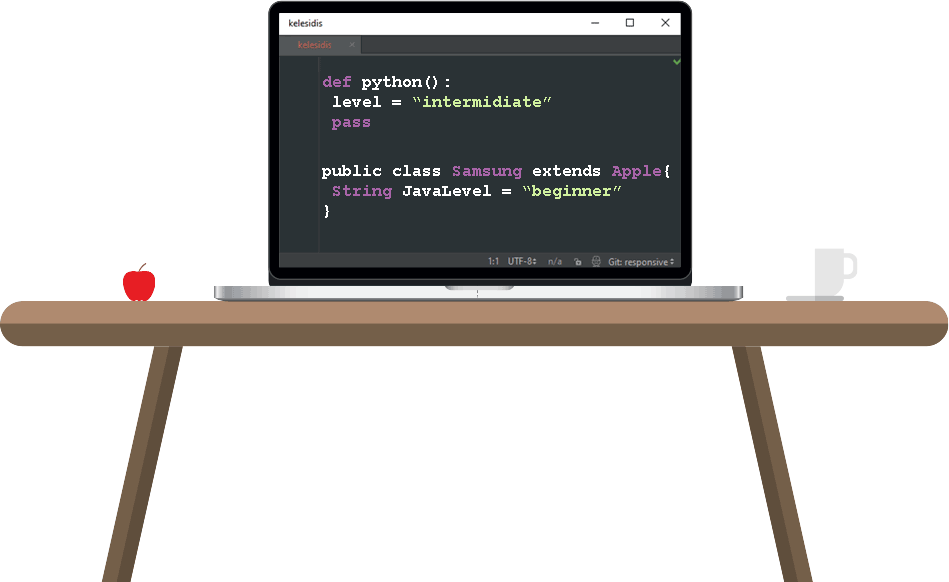 kelesidis
kelesidis
def python():
level = “intermidiate”
pass
public class Samsung extends Apple{
String JavaLevel = “beginner”
}
1:1 UTF-8 n/a Git: responsive